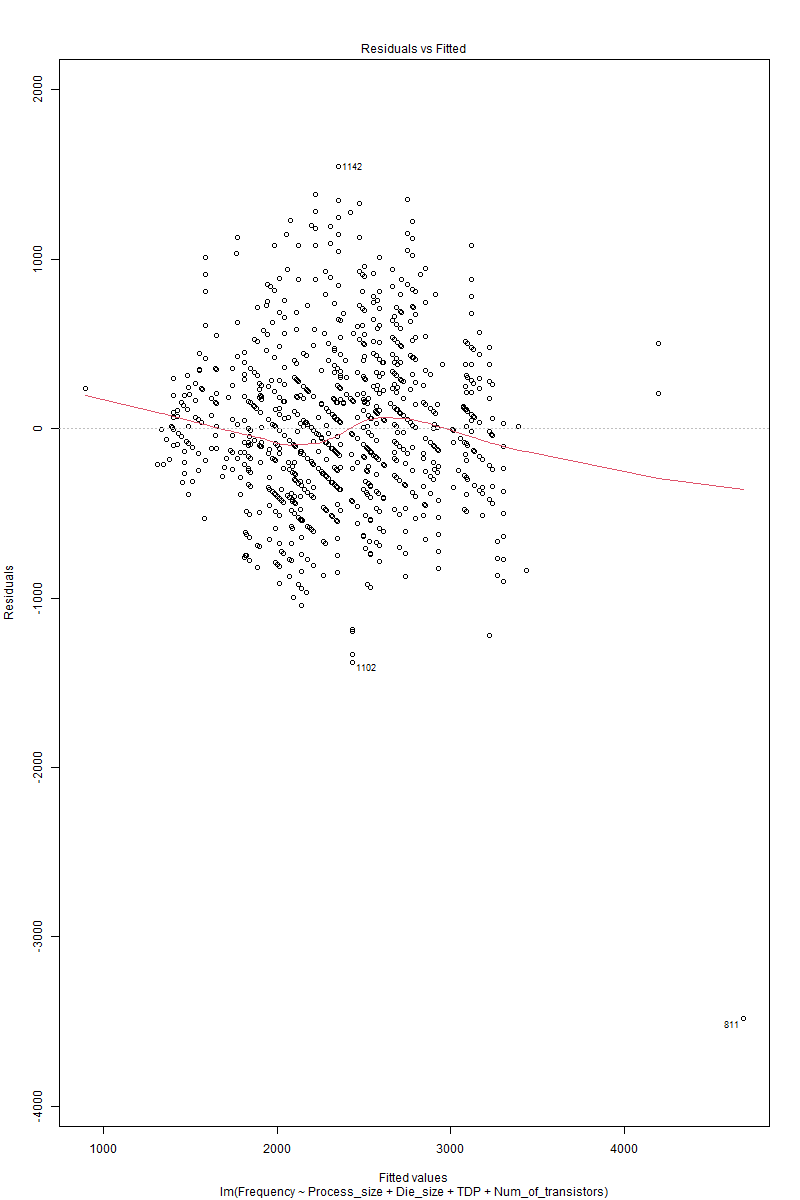 Residuals vs Fitted
2000
1000
0
-1000
-2000
-3000
-4000
Residuals
1142
1102
811
1000 2000 3000 4000
Fitted values
lm(Frequency ~ Process_size + Die_size + TDP + Num_of_transistors)